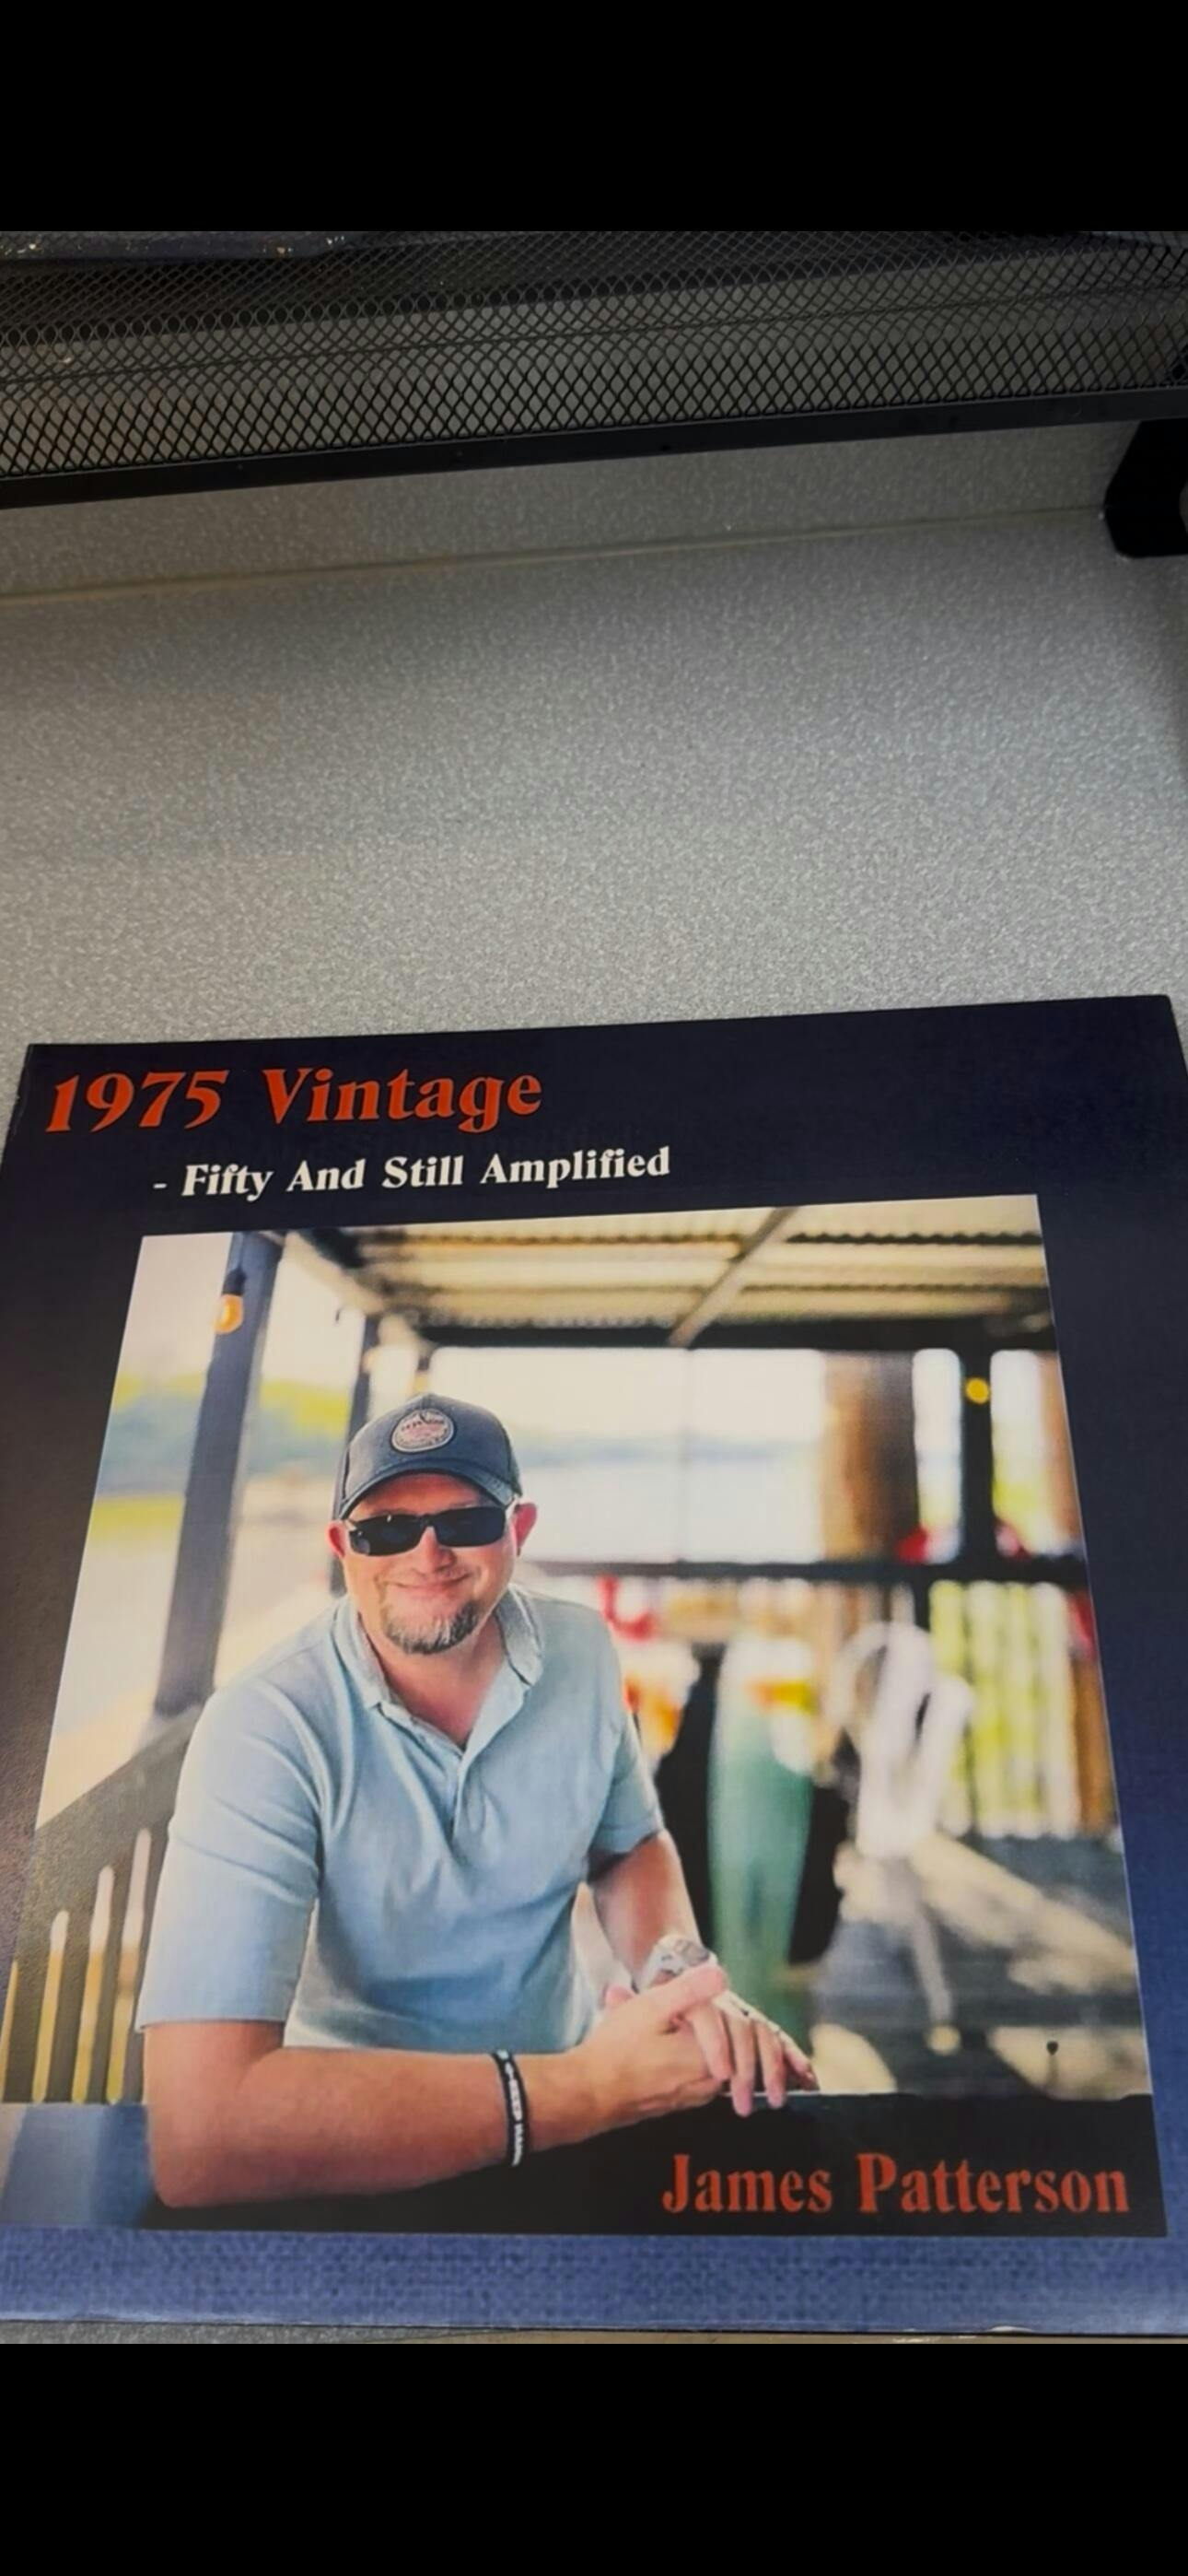 1975 Vintage
- Fifty And Still Amplified
James Patterson